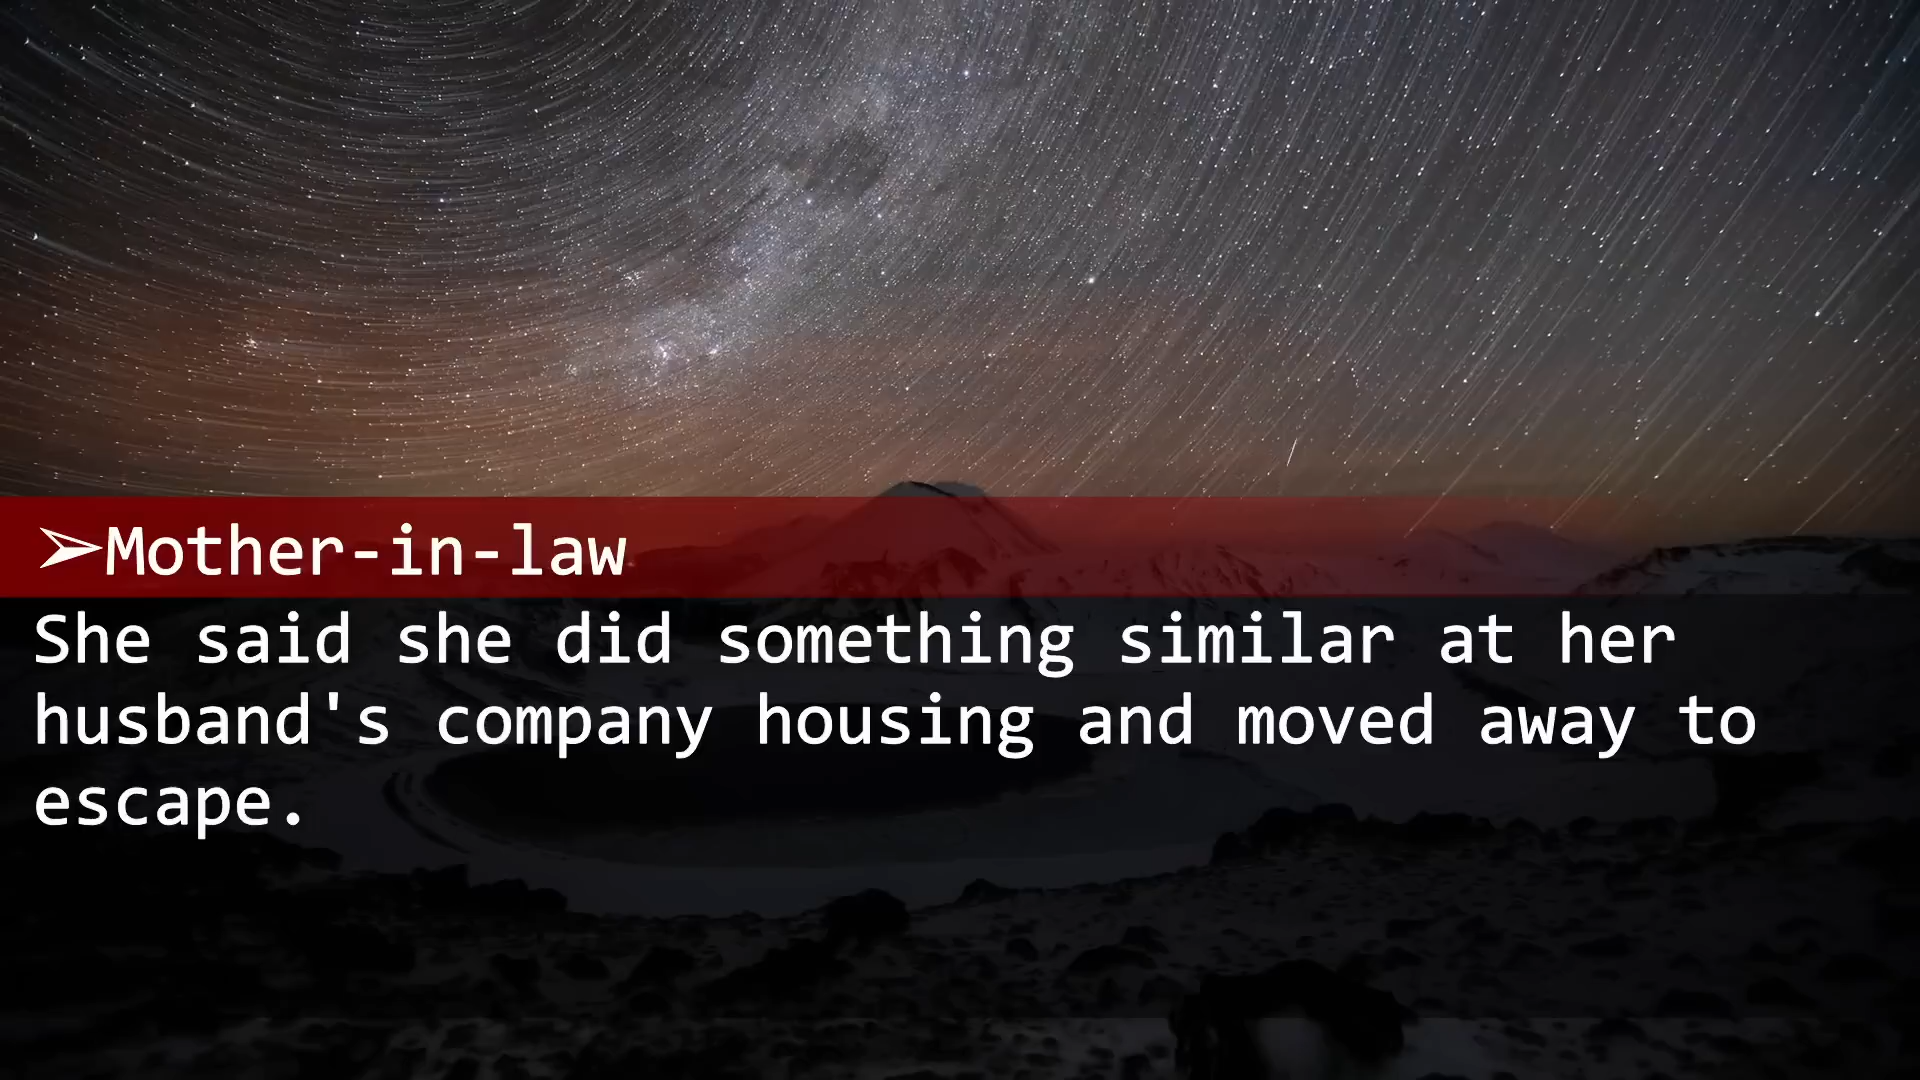 ➢Mother-in-law
She said she did something similar at her
husband's company housing and moved away to
escape.